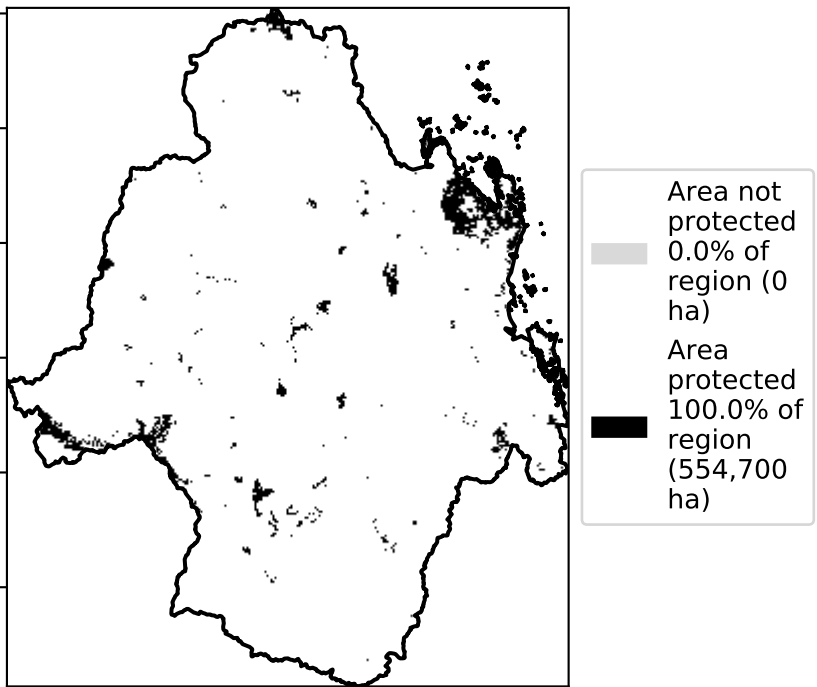 Area not
protected
0.0% of
region (0
ha)
Area
protected
100.0% of
region
(554,700
ha)